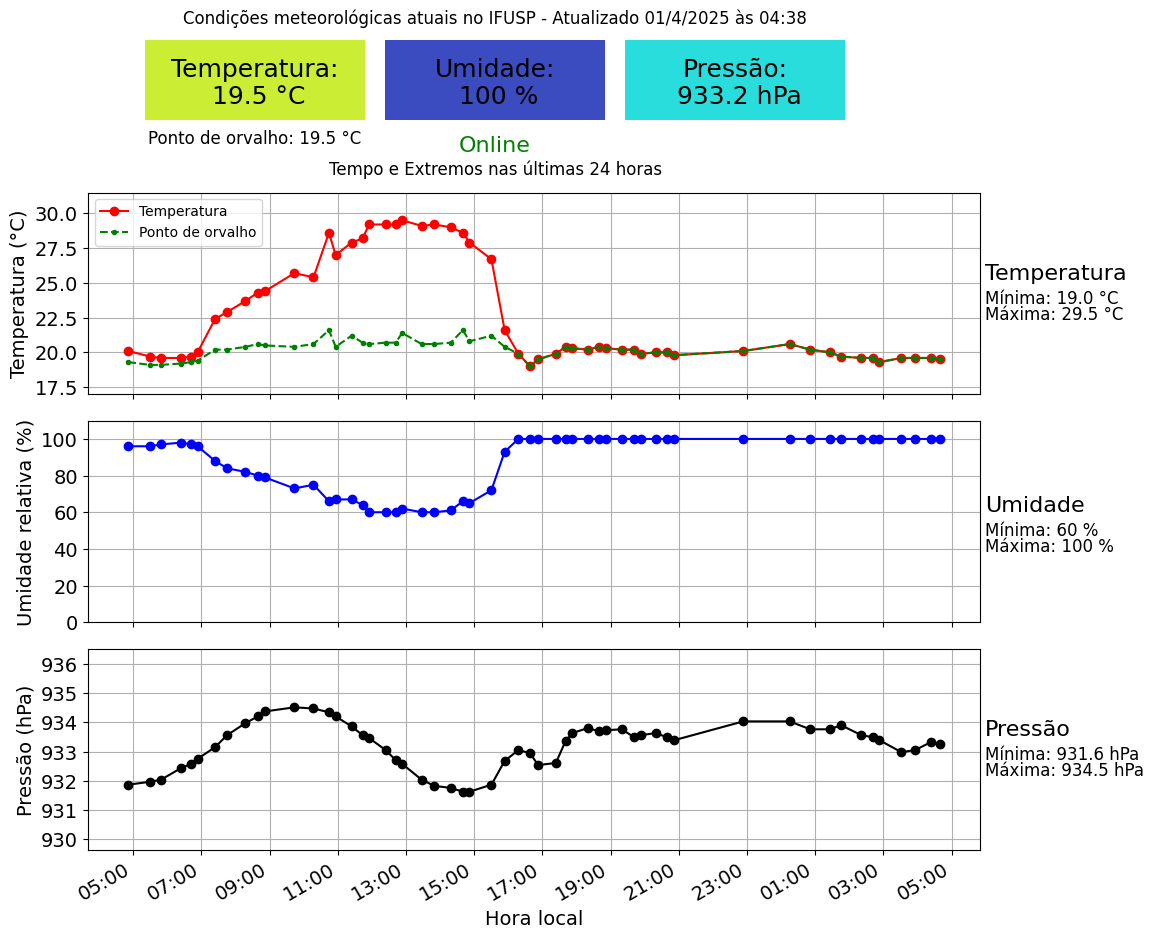 Condições meteorológicas atuais no IFUSP - Atualizado 01/4/2025 às 04:38
Temperatura:
19.5 °C
Umidade:
100 %
Pressão:
933.2 hPa
Ponto de orvalho: 19.5 °C
Online
Tempo e Extremos nas últimas 24 horas
Temperatura (°C)
30.0
27.5
25.0
22.5
20.0
17.5
Temperatura
Ponto de orvalho
Temperatura
Mínima: 19.0 °C
Máxima: 29.5 °C
Umidade relativa (%)
100
80
60
40
20
0
Umidade
Mínima: 60 %
Máxima: 100 %
Pressão (hPa)
936
935
934
933
932
931
930
Pressão
Mínima: 931.6 hPa
Máxima: 934.5 hPa
05:00 07:00 09:00 11:00 13:00 15:00 17:00 19:00 21:00 23:00 01:00 03:00 05:00
Hora local